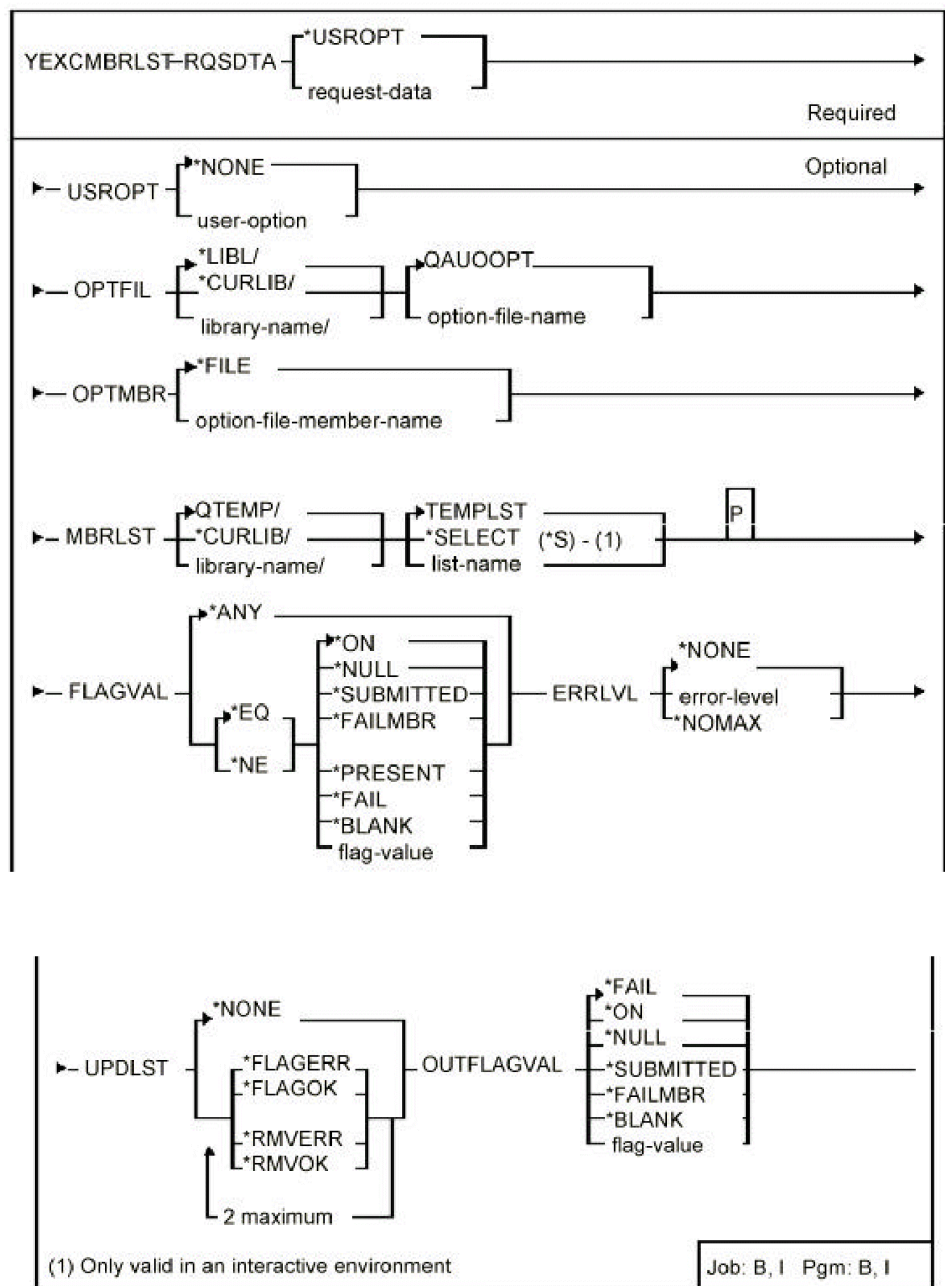 YEXCMBRLST RQSDTA *USROPT
request-data
Required
Optional
USROPT *NONE
user-option
OPTFIL *LIBL/ QAUOOPT
*CURLIB/
library-name/ option-file-name
OPTMBR *FILE
option-file-member-name
MBRLST QTEMP/ TEMPLST P
*CURLIB/ *SELECT (*S) - (1)
library-name/ list-name
FLAGVAL *ANY
*EQ
*NE
*ON
*NULL
*SUBMITTED
*FAILMBR
*PRESENT
*FAIL
*BLANK
flag-value
ERRLVL *NONE
error-level
*NOMAX
UPDLST *NONE
*FLAGERR
*FLAGOK
*RMVERR
*RMVOK
2 maximum
OUTFLAGVAL *FAIL
*ON
*NULL
*SUBMITTED
*FAILMBR
*BLANK
flag-value
(1) Only valid in an interactive environment
Job: B, I Pgm: B, I